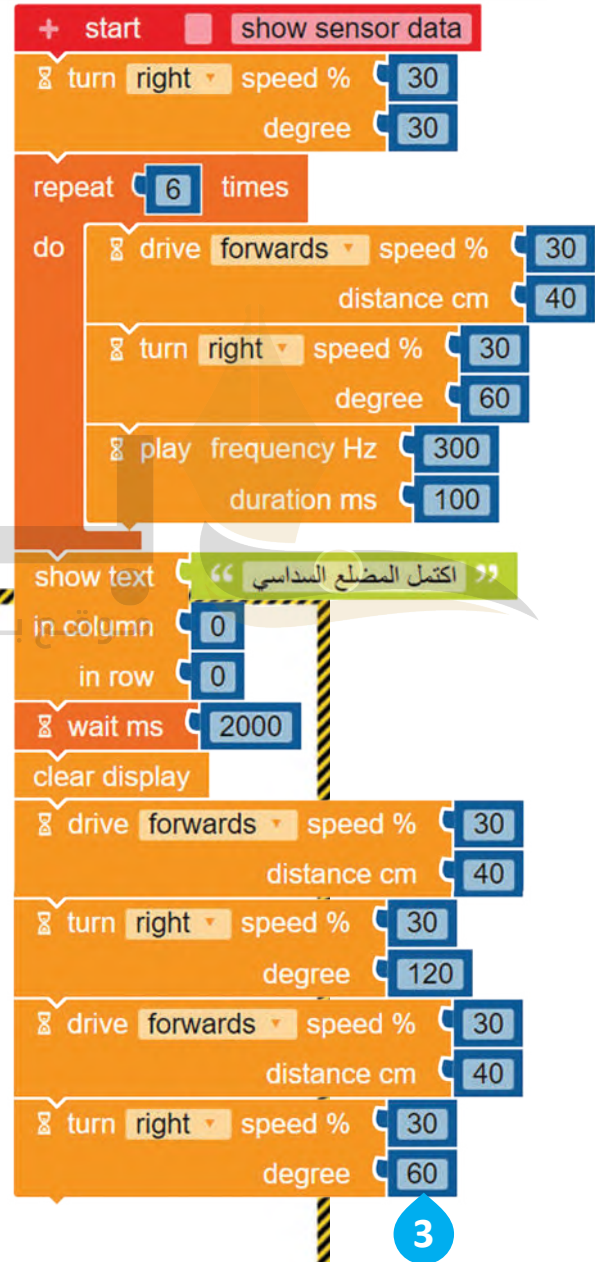 + start show sensor data
turn right speed % 30
degree 30
repeat 6 times
do drive forwards speed % 30
distance cm 40
turn right speed % 30
degree 60
play frequency Hz 300
duration ms 100
show text “ اكتمل المضلع السداسي ”
in column 0
in row 0
wait ms 2000
clear display
drive forwards speed % 30
distance cm 40
turn right speed % 30
degree 120
drive forwards speed % 30
distance cm 40
turn right speed % 30
degree 60
3